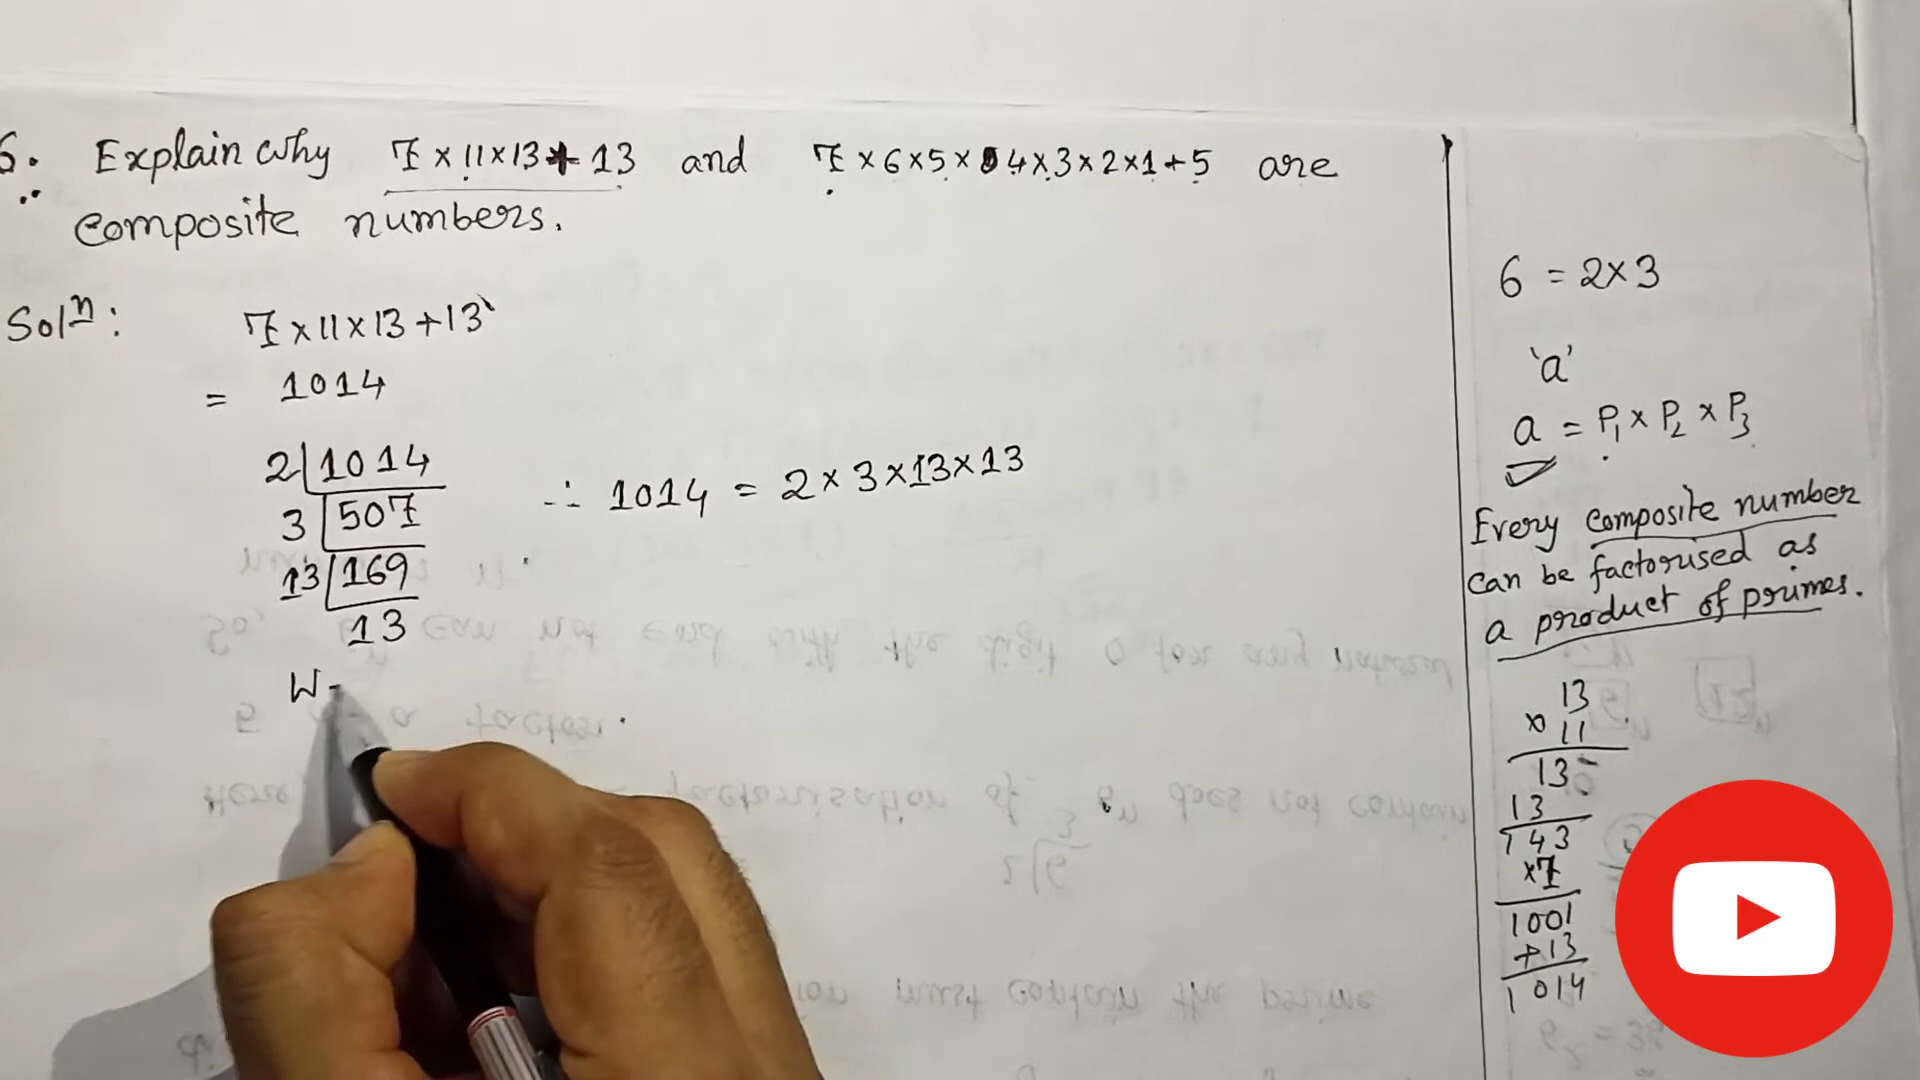 6. Explain why 7 × 11 × 13 + 13 and 7 × 6 × 5 × 4 × 3 × 2 × 1 + 5 are
composite numbers.
Solⁿ: 7 × 11 × 13 + 13
= 1014
2 | 1014
3 | 507
13 | 169
13
∴ 1014 = 2 × 3 × 13 × 13
W
6 = 2 × 3
'a'
a = P₁ × P₂ × P₃
Every composite number
can be factorised as
a product of primes.
13
× 11
13
13
143
× 7
1001
+ 13
1014